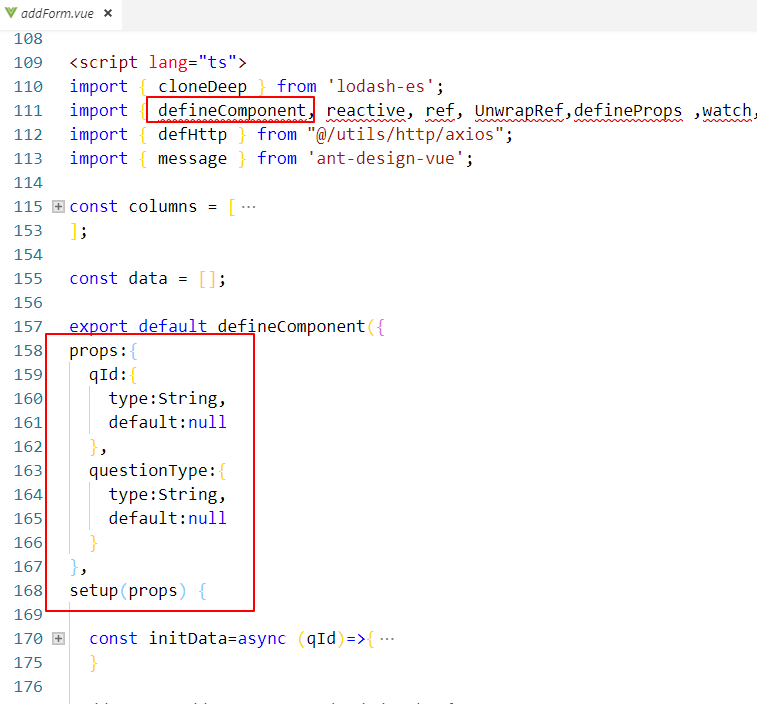 addForm.vue ×
108
109 <script lang="ts">
110 import { cloneDeep } from 'lodash-es';
111 import { defineComponent, reactive, ref, UnwrapRef,defineProps ,watch,
112 import { defHttp } from "@/utils/http/axios";
113 import { message } from 'ant-design-vue';
114
115 const columns = [ ···
153 ];
154
155 const data = [];
156
157 export default defineComponent({
158 props:{
159 qId:{
160 type:String,
161 default:null
162 },
163 questionType:{
164 type:String,
165 default:null
166 }
167 },
168 setup(props) {
169
170 const initData=async (qId)=>{ ···
175 }
176